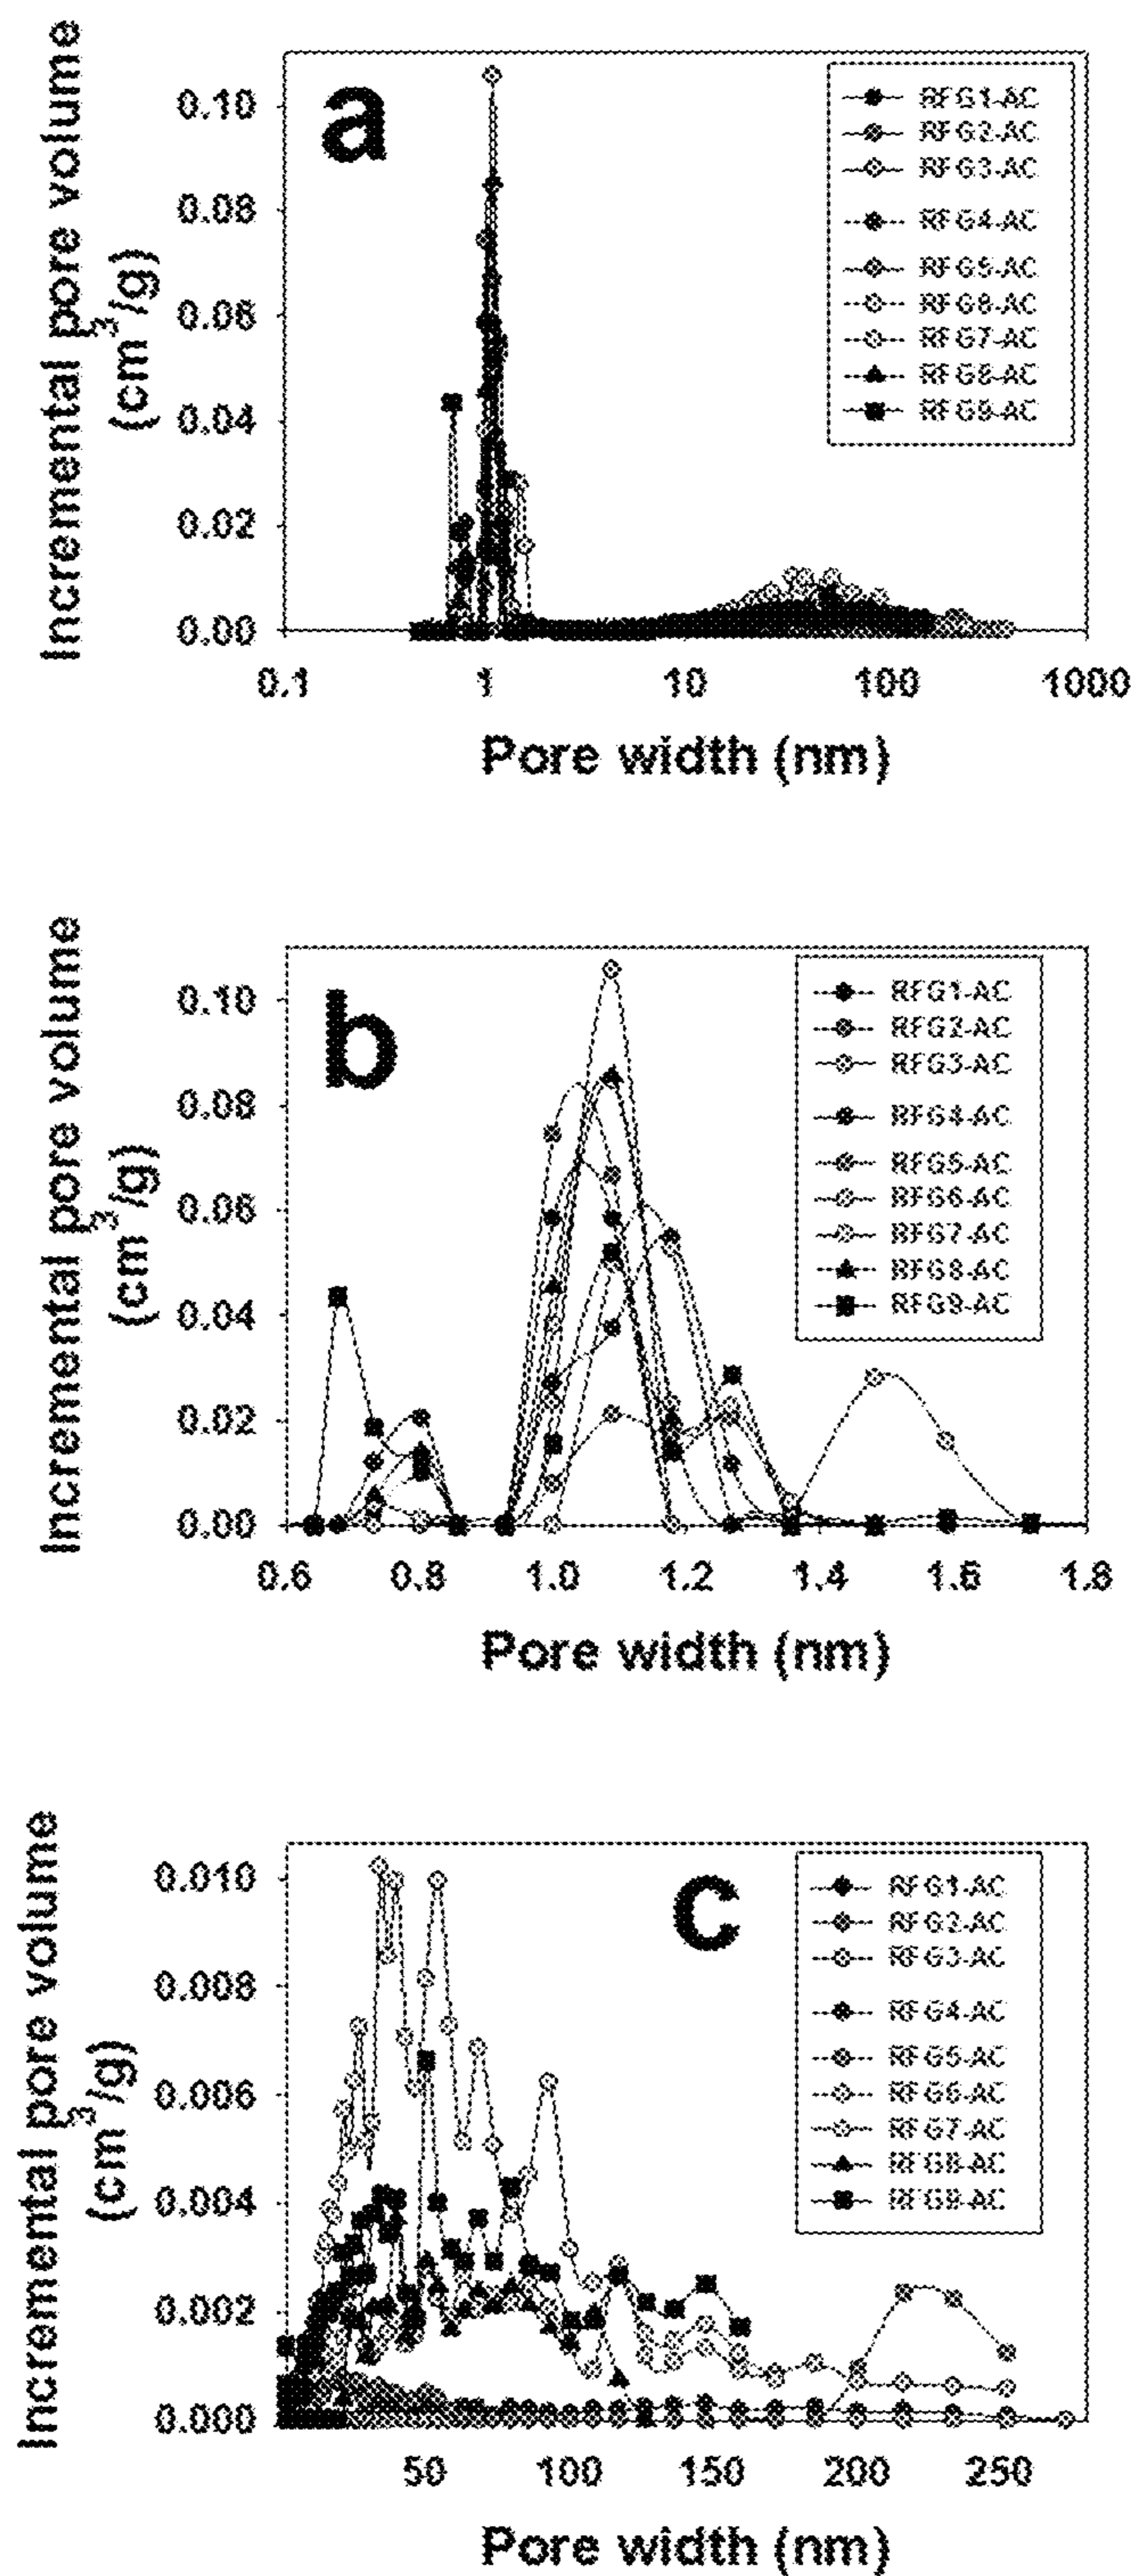 Incremental pore volume
(cm³/g)
a
0.10
0.08
0.06
0.04
0.02
0.00
RFG1-AC
RFG2-AC
RFG3-AC
RFG4-AC
RFG5-AC
RFG6-AC
RFG7-AC
RFG8-AC
RFG9-AC
0.1 1 10 100 1000
Pore width (nm)
Incremental pore volume
(cm³/g)
b
0.10
0.08
0.06
0.04
0.02
0.00
RFG1-AC
RFG2-AC
RFG3-AC
RFG4-AC
RFG5-AC
RFG6-AC
RFG7-AC
RFG8-AC
RFG9-AC
0.6 0.8 1.0 1.2 1.4 1.6 1.8
Pore width (nm)
Incremental pore volume
(cm³/g)
c
0.010
0.008
0.006
0.004
0.002
0.000
RFG1-AC
RFG2-AC
RFG3-AC
RFG4-AC
RFG5-AC
RFG6-AC
RFG7-AC
RFG8-AC
RFG9-AC
50 100 150 200 250
Pore width (nm)